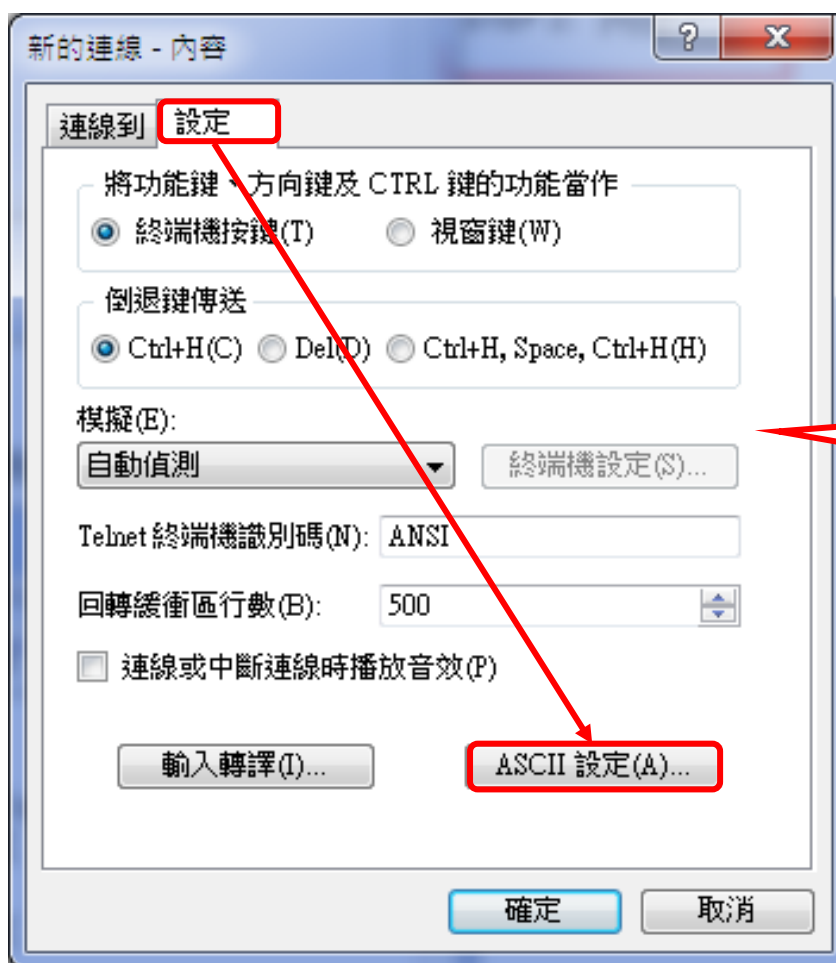 新的連線 - 內容
連線到 設定
將功能鍵、方向鍵及 CTRL 鍵的功能當作
終端機按鍵(T) 視窗鍵(W)
倒退鍵傳送
Ctrl+H(C) Del(D) Ctrl+H, Space, Ctrl+H(H)
模擬(E):
自動偵測 終端機設定(S)...
Telnet 終端機識別碼(N): ANSI
回轉緩衝區行數(B): 500
連線或中斷連線時播放音效(P)
輸入轉譯(I)... ASCII 設定(A)...
確定 取消